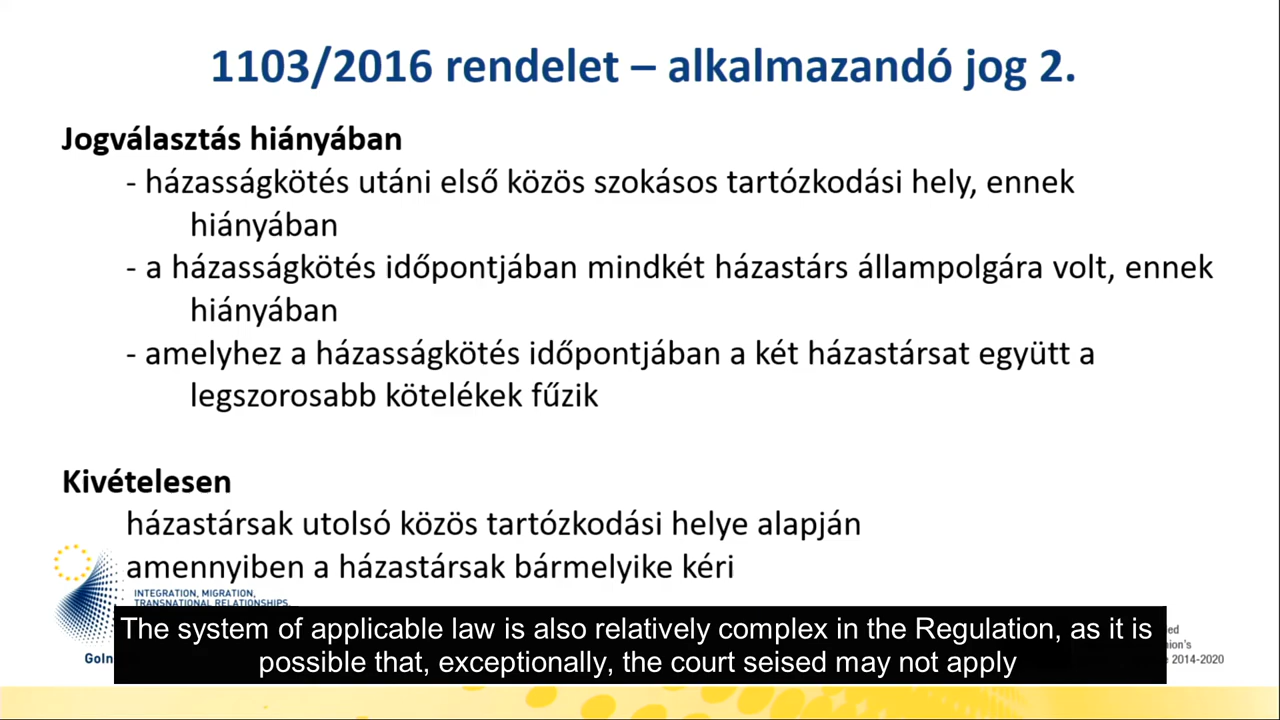 1103/2016 rendelet – alkalmazandó jog 2.
Jogválasztás hiányában
- házasságkötés utáni első közös szokásos tartózkodási hely, ennek
hiányában
- a házasságkötés időpontjában mindkét házastárs állampolgára volt, ennek
hiányában
- amelyhez a házasságkötés időpontjában a két házastársat együtt a
legszorosabb kötelékek fűzik
Kivételesen
házastársak utolsó közös tartózkodási helye alapján
amennyiben a házastársak bármelyike kéri
INTEGRATION, MIGRATION,
TRANSNATIONAL RELATIONSHIPS.
The system of applicable law is also relatively complex in the Regulation, as it is
possible that, exceptionally, the court seised may not apply
2014-2020